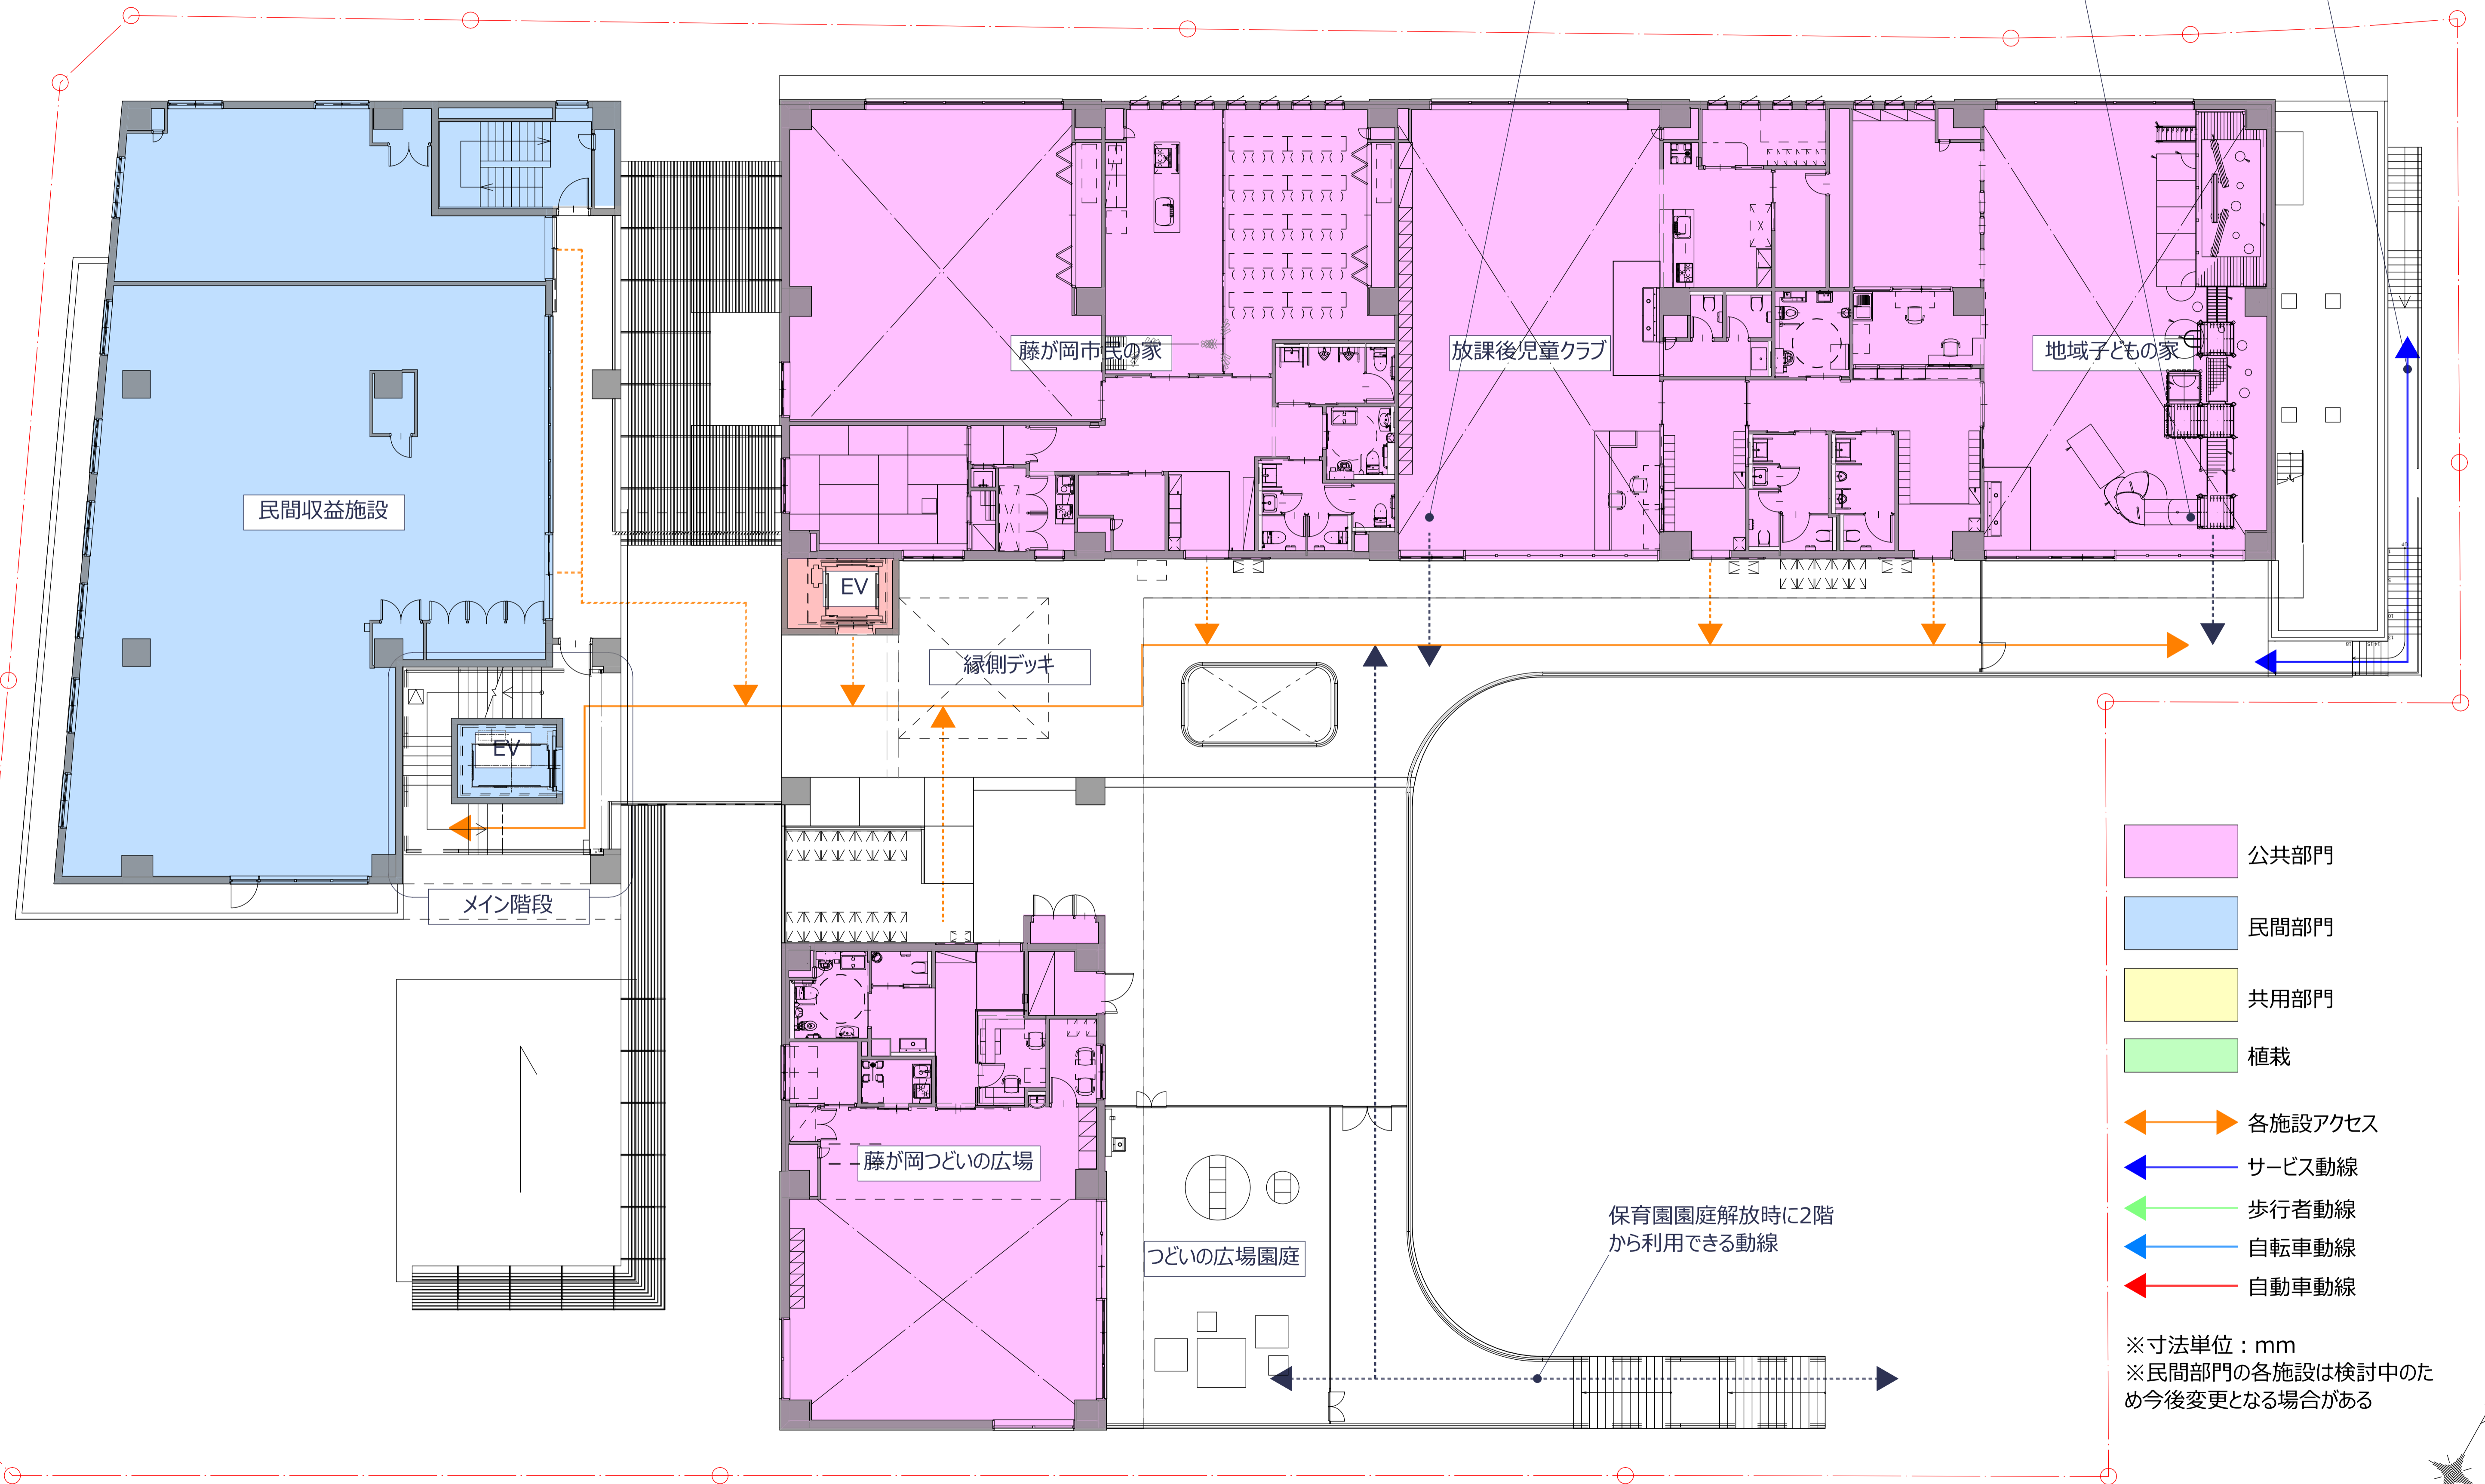 藤が岡市民の家
放課後児童クラブ
地域子どもの家
民間収益施設
EV
縁側デッキ
EV
メイン階段
藤が岡つどいの広場
つどいの広場園庭
保育園園庭解放時に2階
から利用できる動線
公共部門
民間部門
共用部門
植栽
各施設アクセス
サービス動線
歩行者動線
自転車動線
自動車動線
※寸法単位：mm
※民間部門の各施設は検討中のた
め今後変更となる場合がある